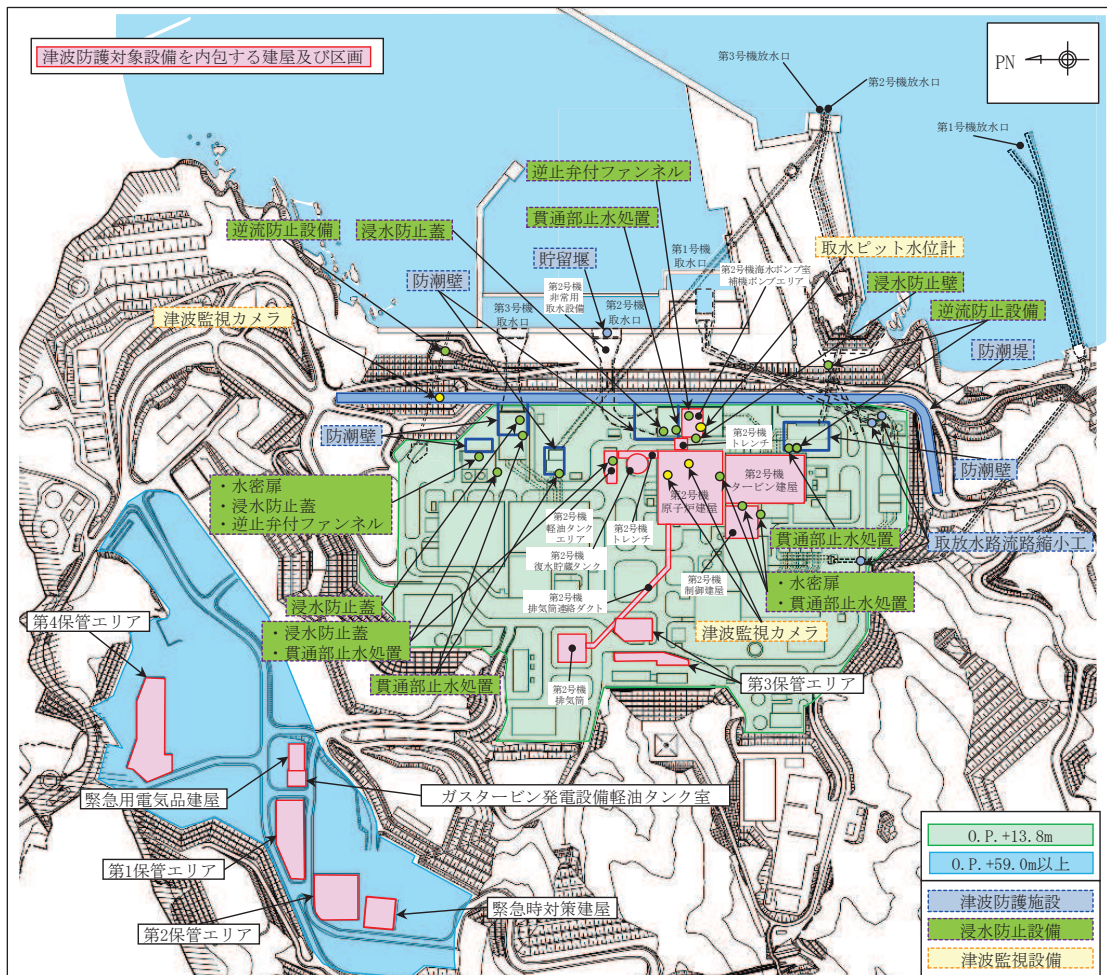 津波防護対象設備を内包する建屋及び区画
PN
第3号機放水口
第2号機放水口
第1号機放水口
逆止弁付ファンネル
貫通部止水処置
逆流防止設備
浸水防止蓋
防潮壁
貯留堰
第1号機
取水口
第2号機海水ポンプ室
補機ポンプエリア
取水ピット水位計
浸水防止壁
逆流防止設備
防潮堤
津波監視カメラ
第3号機
取水口
第2号機
非常用
取水設備
第2号機
取水口
防潮壁
第2号機
トレンチ
第2号機
タービン建屋
第2号機
原子炉建屋
防潮壁
・水密扉
・浸水防止蓋
・逆止弁付ファンネル
第2号機
軽油タンク
エリア
第2号機
トレンチ
第2号機
復水貯蔵タンク
貫通部止水処置
取放水路流路縮小工
第2号機
制御建屋
・水密扉
・貫通部止水処置
浸水防止蓋
第2号機
排気筒連絡ダクト
・浸水防止蓋
・貫通部止水処置
津波監視カメラ
第4保管エリア
貫通部止水処置
第2号機
排気筒
第3保管エリア
緊急用電気品建屋
ガスタービン発電設備軽油タンク室
第1保管エリア
第2保管エリア
緊急時対策建屋
O.P.+13.8m
O.P.+59.0m以上
津波防護施設
浸水防止設備
津波監視設備